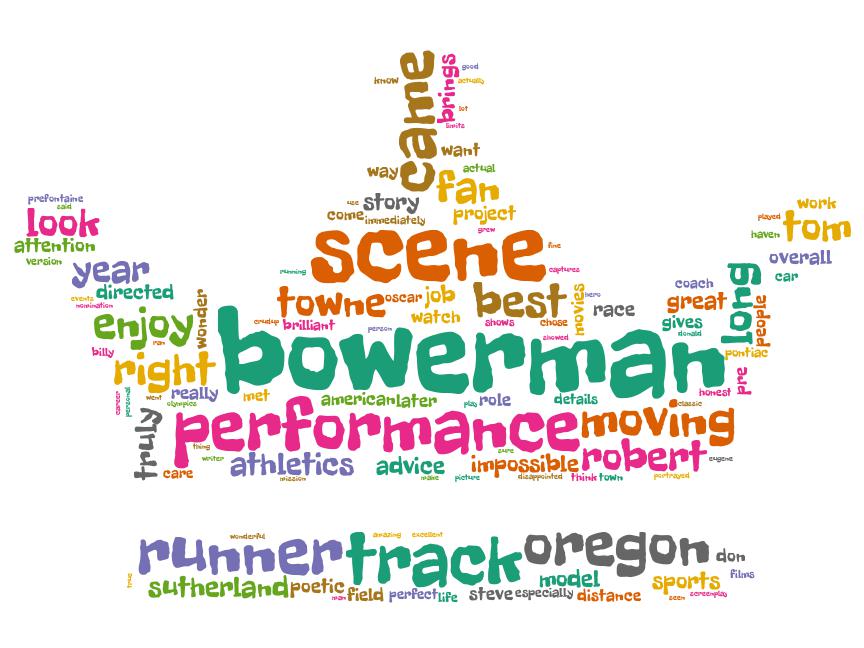 came
brings
good
know
actually
lot
limits
want
way
actual
fan
story
use
come
immediately
project
grew
prefontaine
said
look
attention
version
work
played
tom
haven
overall
car
scene
fine
captures
running
year
directed
events
nomination
wonder
towne
oscar
job
best
movies
hero
race
coach
great
long
people
enjoy
ran
crudup
brilliant
person
watch
shows
chose
showed
gives
donald
pontiac
billy
right
bowerman
honest
pre
career
personal
went
really
olympics
met
american
later
play
role
details
classic
truly
performance
moving
thing
writer
care
athletics
mission
advice
make
sure
picture
impossible
disappointed
think
town
robert
eugene
portrayed
wonderful
amazing
excellent
runner
track
oregon
don
films
true
sutherland
poetic
man
field
perfect
life
steve
especially
model
distance
sports
seen
screenplay